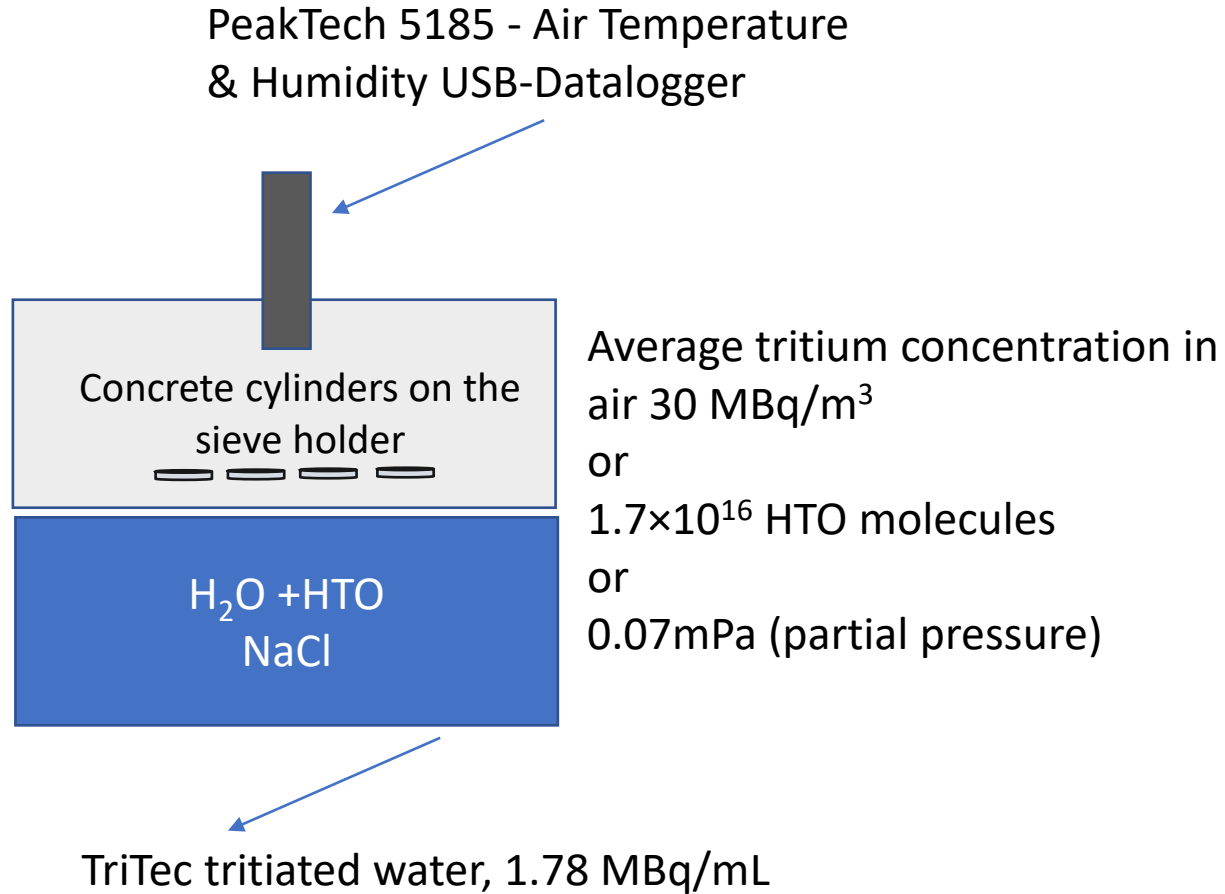 PeakTech 5185 - Air Temperature
& Humidity USB-Datalogger
Concrete cylinders on the
sieve holder
Average tritium concentration in
air 30 MBq/m³
or
1.7×10¹⁶ HTO molecules
or
0.07mPa (partial pressure)
H₂O +HTO
NaCl
TriTec tritiated water, 1.78 MBq/mL